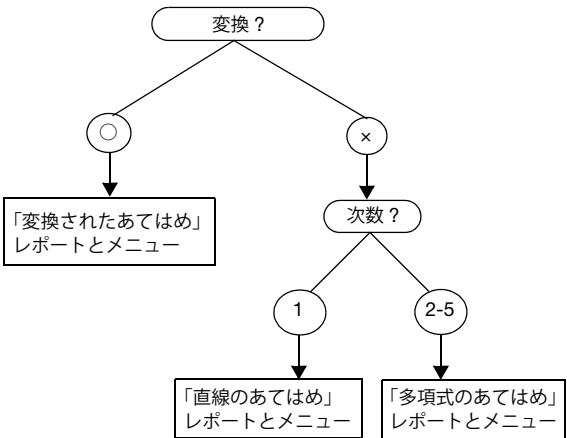 変換？
○
×
「変換されたあてはめ」
レポートとメニュー
次数？
1
2-5
「直線のあてはめ」
レポートとメニュー
「多項式のあてはめ」
レポートとメニュー